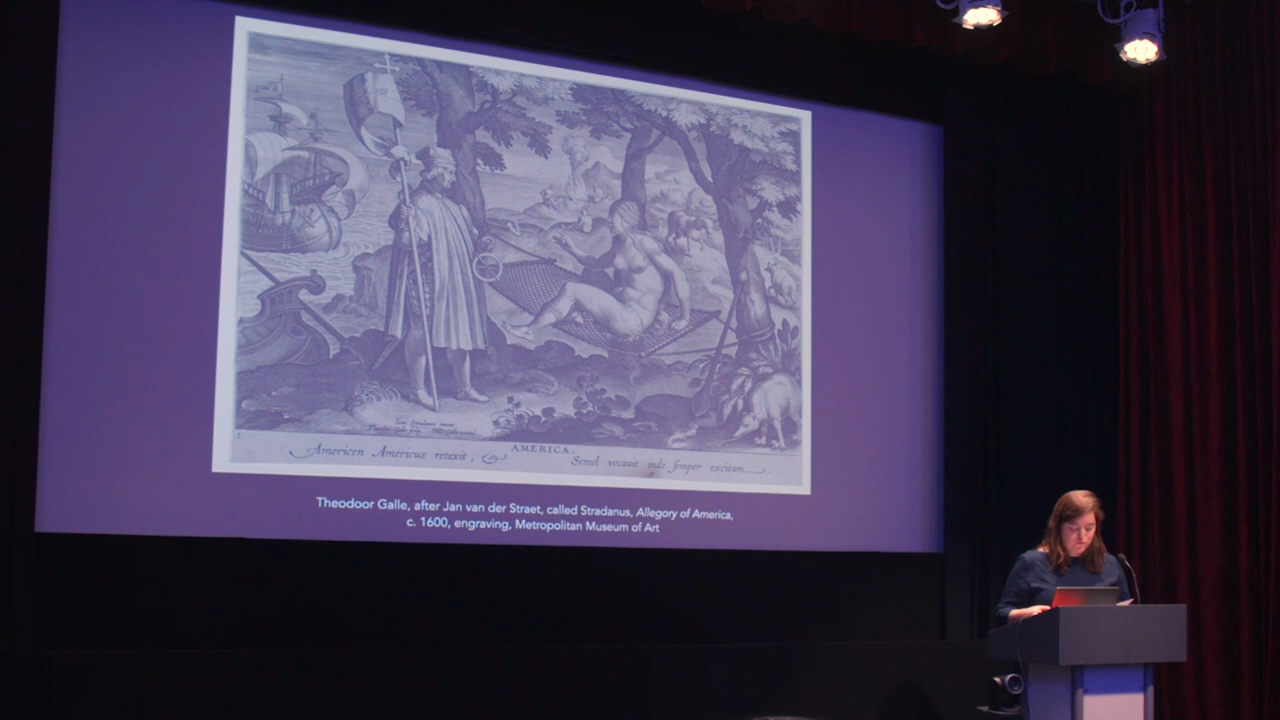 AMERICA.
Americen Americus retexit,
Semel vocauit inde semper excitam
Theodoor Galle, after Jan van der Straet, called Stradanus, Allegory of America,
c. 1600, engraving, Metropolitan Museum of Art